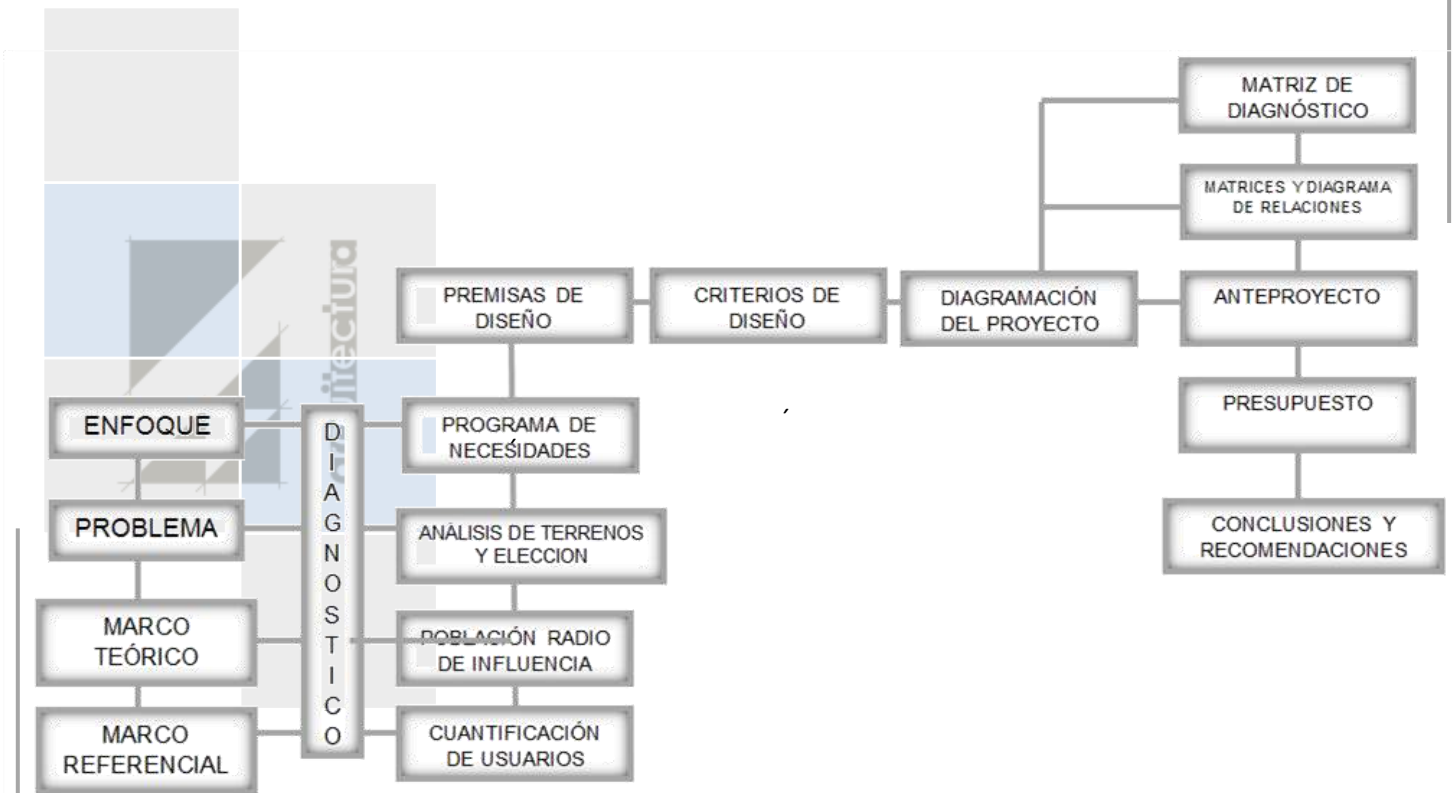 MATRIZ DE
DIAGNÓSTICO
MATRICES Y DIAGRAMA
DE RELACIONES
PREMISAS DE
DISEÑO
CRITERIOS DE
DISEÑO
DIAGRAMACIÓN
DEL PROYECTO
ANTEPROYECTO
PRESUPUESTO
CONCLUSIONES Y
RECOMENDACIONES
ENFOQUE
PROBLEMA
MARCO
TEÓRICO
MARCO
REFERENCIAL
D
I
A
G
N
O
S
T
I
C
O
PROGRAMA DE
NECESIDADES
ANÁLISIS DE TERRENOS
Y ELECCION
POBLACIÓN RADIO
DE INFLUENCIA
CUANTIFICACIÓN
DE USUARIOS